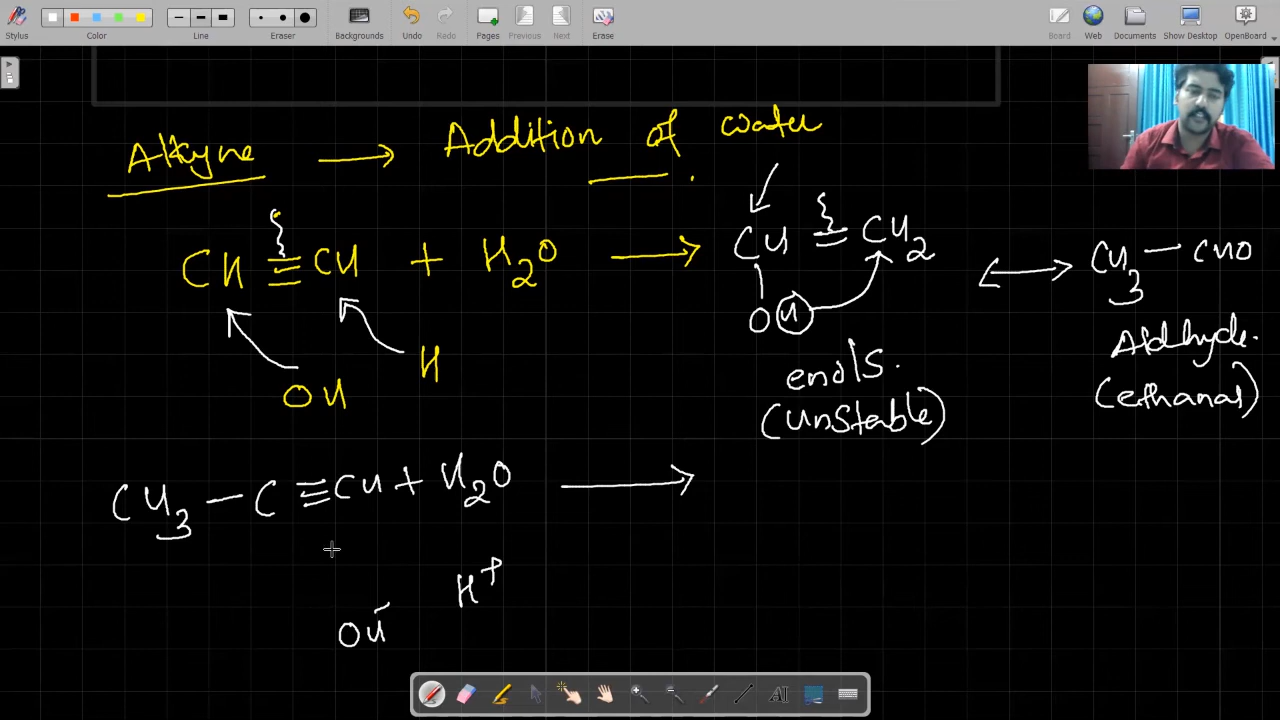 Stylus Color Line Eraser Backgrounds Undo Redo Pages Previous Next Erase Board Web Documents Show Desktop OpenBoard
Alkyne → Addition of water
CH ≡ CH + H2O → CH = CH2 ↔ CH3 — CHO
OH
OH H
enols.
(unstable)
Aldhyde.
(ethanal)
CH3 — C ≡ CH + H2O →
H+
OH-